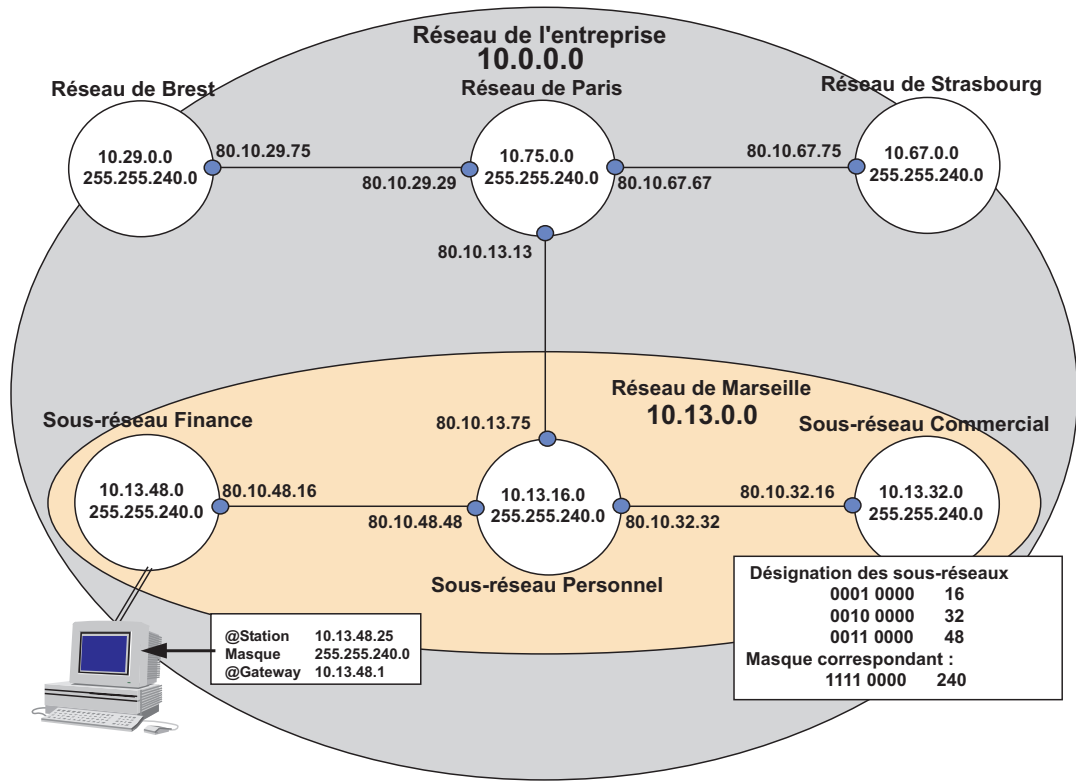 Réseau de l'entreprise
10.0.0.0
Réseau de Brest
Réseau de Paris
Réseau de Strasbourg
10.29.0.0
255.255.240.0
80.10.29.75
80.10.29.29
10.75.0.0
255.255.240.0
80.10.67.75
80.10.67.67
10.67.0.0
255.255.240.0
80.10.13.13
Réseau de Marseille
10.13.0.0
Sous-réseau Finance
80.10.13.75
Sous-réseau Commercial
10.13.48.0
255.255.240.0
80.10.48.16
80.10.48.48
10.13.16.0
255.255.240.0
80.10.32.16
80.10.32.32
10.13.32.0
255.255.240.0
Sous-réseau Personnel
Désignation des sous-réseaux
0001 0000 16
0010 0000 32
0011 0000 48
Masque correspondant :
1111 0000 240
@Station 10.13.48.25
Masque 255.255.240.0
@Gateway 10.13.48.1